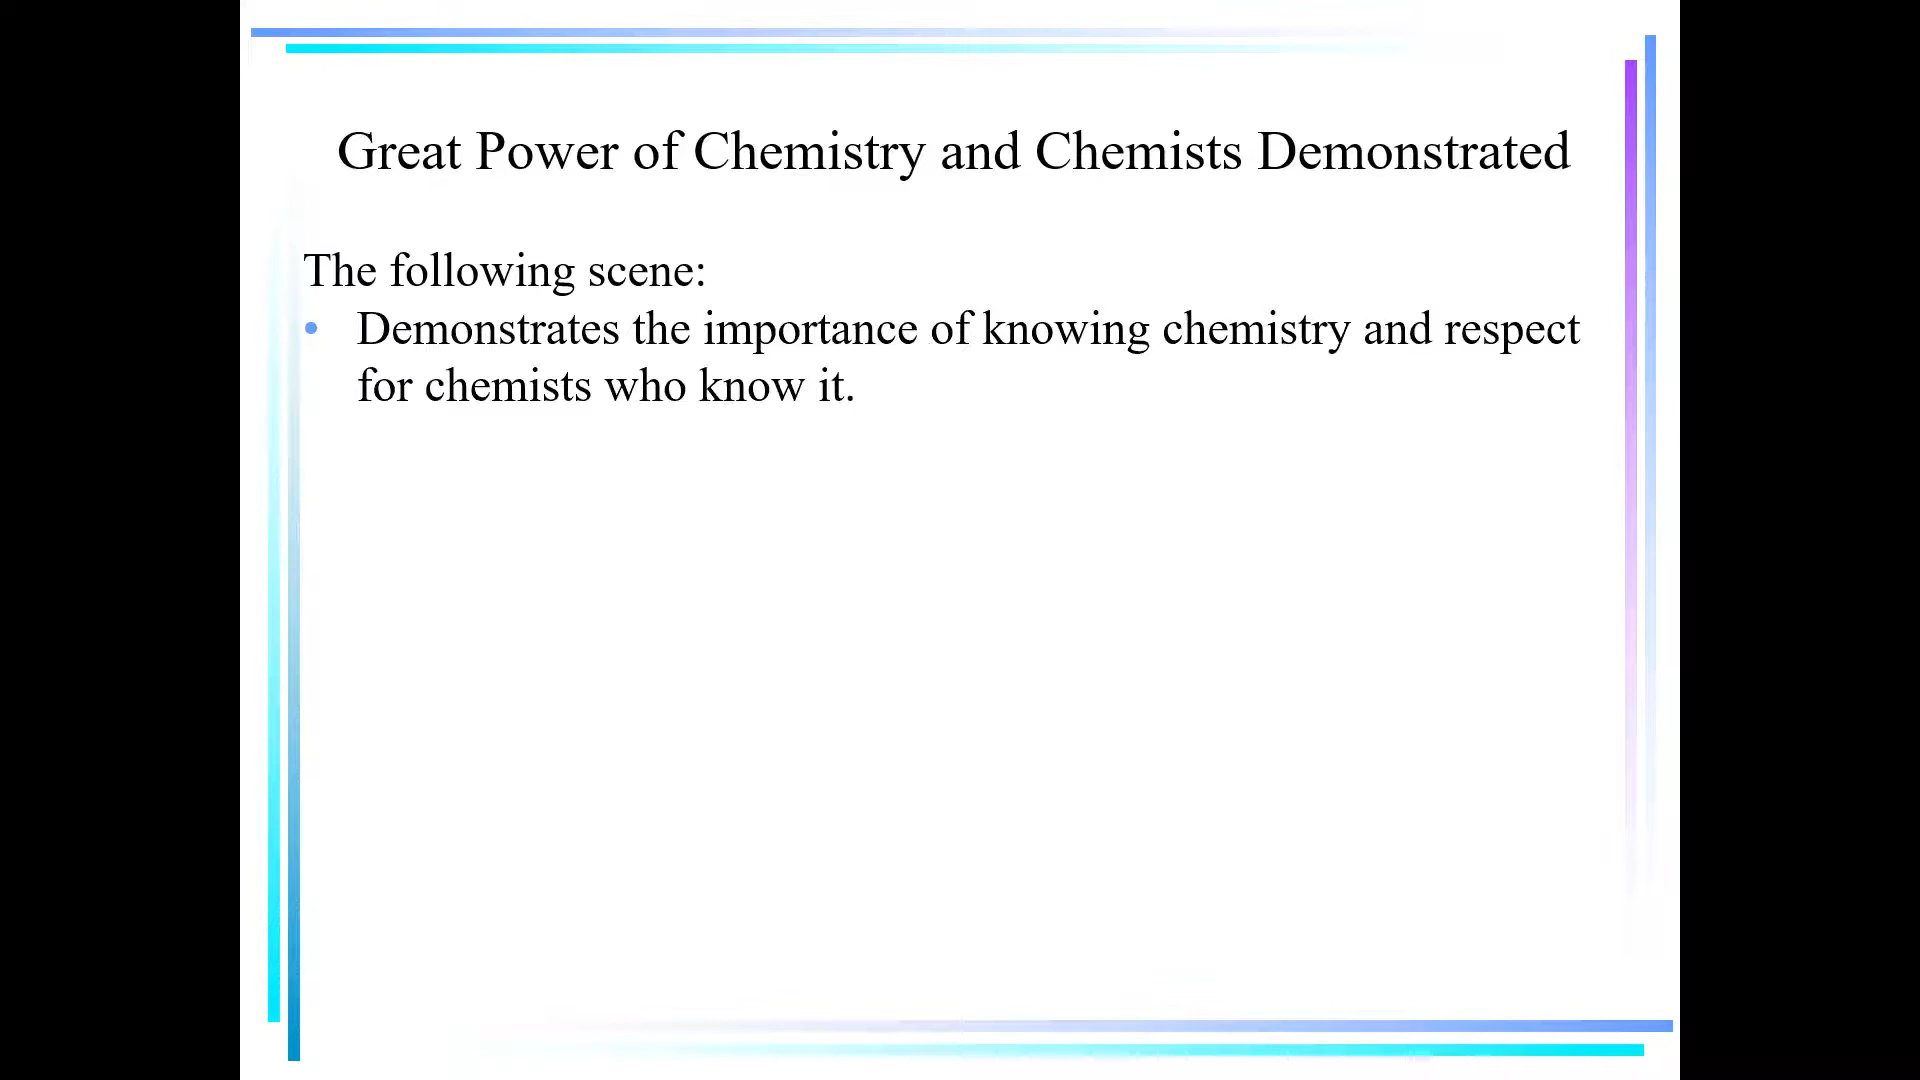 Great Power of Chemistry and Chemists Demonstrated
The following scene:
• Demonstrates the importance of knowing chemistry and respect
for chemists who know it.